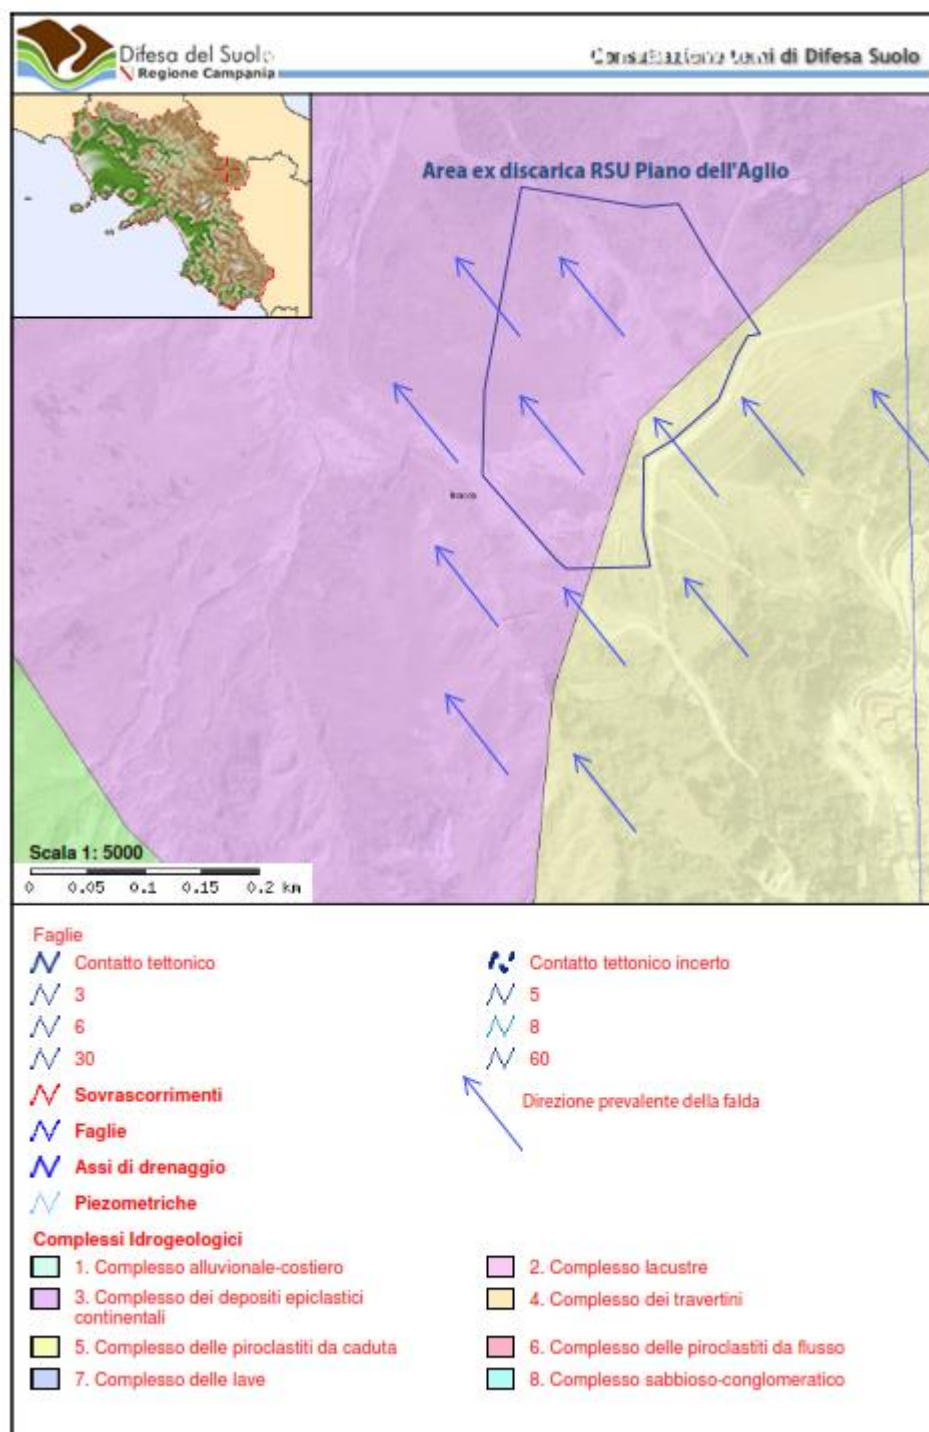 Difesa del Suolo
Regione Campania
Consultazione temi di Difesa Suolo
Area ex discarica RSU Piano dell'Aglio
Scala 1: 5000
0 0.05 0.1 0.15 0.2 km
Faglie
Contatto tettonico
Contatto tettonico incerto
3
5
6
8
30
60
Sovrascorrimenti
Direzione prevalente della falda
Faglie
Assi di drenaggio
Piezometriche
Complessi Idrogeologici
1. Complesso alluvionale-costiero
2. Complesso lacustre
3. Complesso dei depositi epiclastici
continentali
4. Complesso dei travertini
5. Complesso delle piroclastiti da caduta
6. Complesso delle piroclastiti da flusso
7. Complesso delle lave
8. Complesso sabbioso-conglomeratico